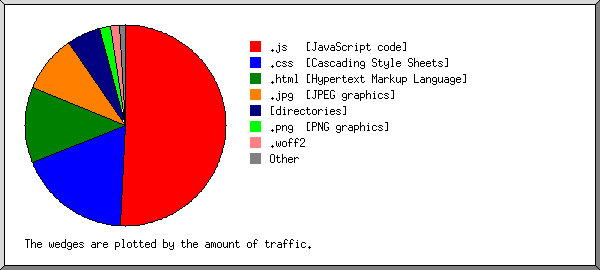 .js [JavaScript code]
.css [Cascading Style Sheets]
.html [Hypertext Markup Language]
.jpg [JPEG graphics]
[directories]
.png [PNG graphics]
.woff2
Other
The wedges are plotted by the amount of traffic.